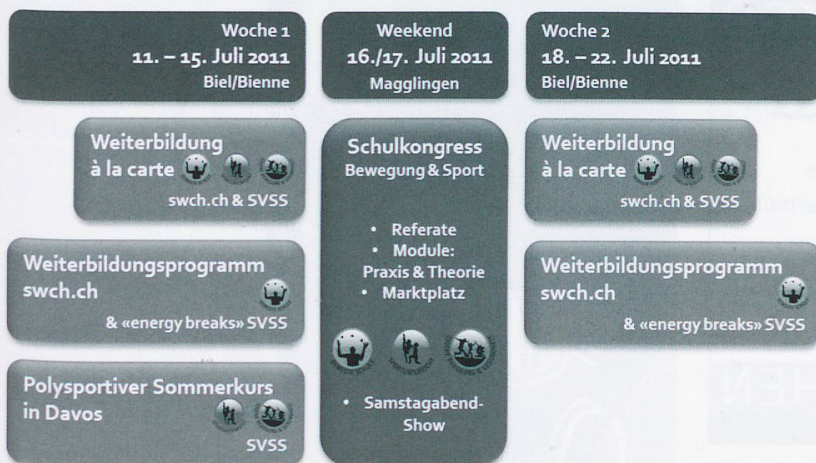 Woche 1
11. – 15. Juli 2011
Biel/Bienne
Weekend
16./17. Juli 2011
Magglingen
Woche 2
18. – 22. Juli 2011
Biel/Bienne
Weiterbildung
à la carte
swch.ch & SVSS
Weiterbildungsprogramm
swch.ch
& «energy breaks» SVSS
Polysportiver Sommerkurs
in Davos
SVSS
Schulkongress
Bewegung & Sport
• Referate
• Module:
Praxis & Theorie
• Marktplatz
• Samstagabend-
Show
Weiterbildung
à la carte
swch.ch & SVSS
Weiterbildungsprogramm
swch.ch
& «energy breaks» SVSS